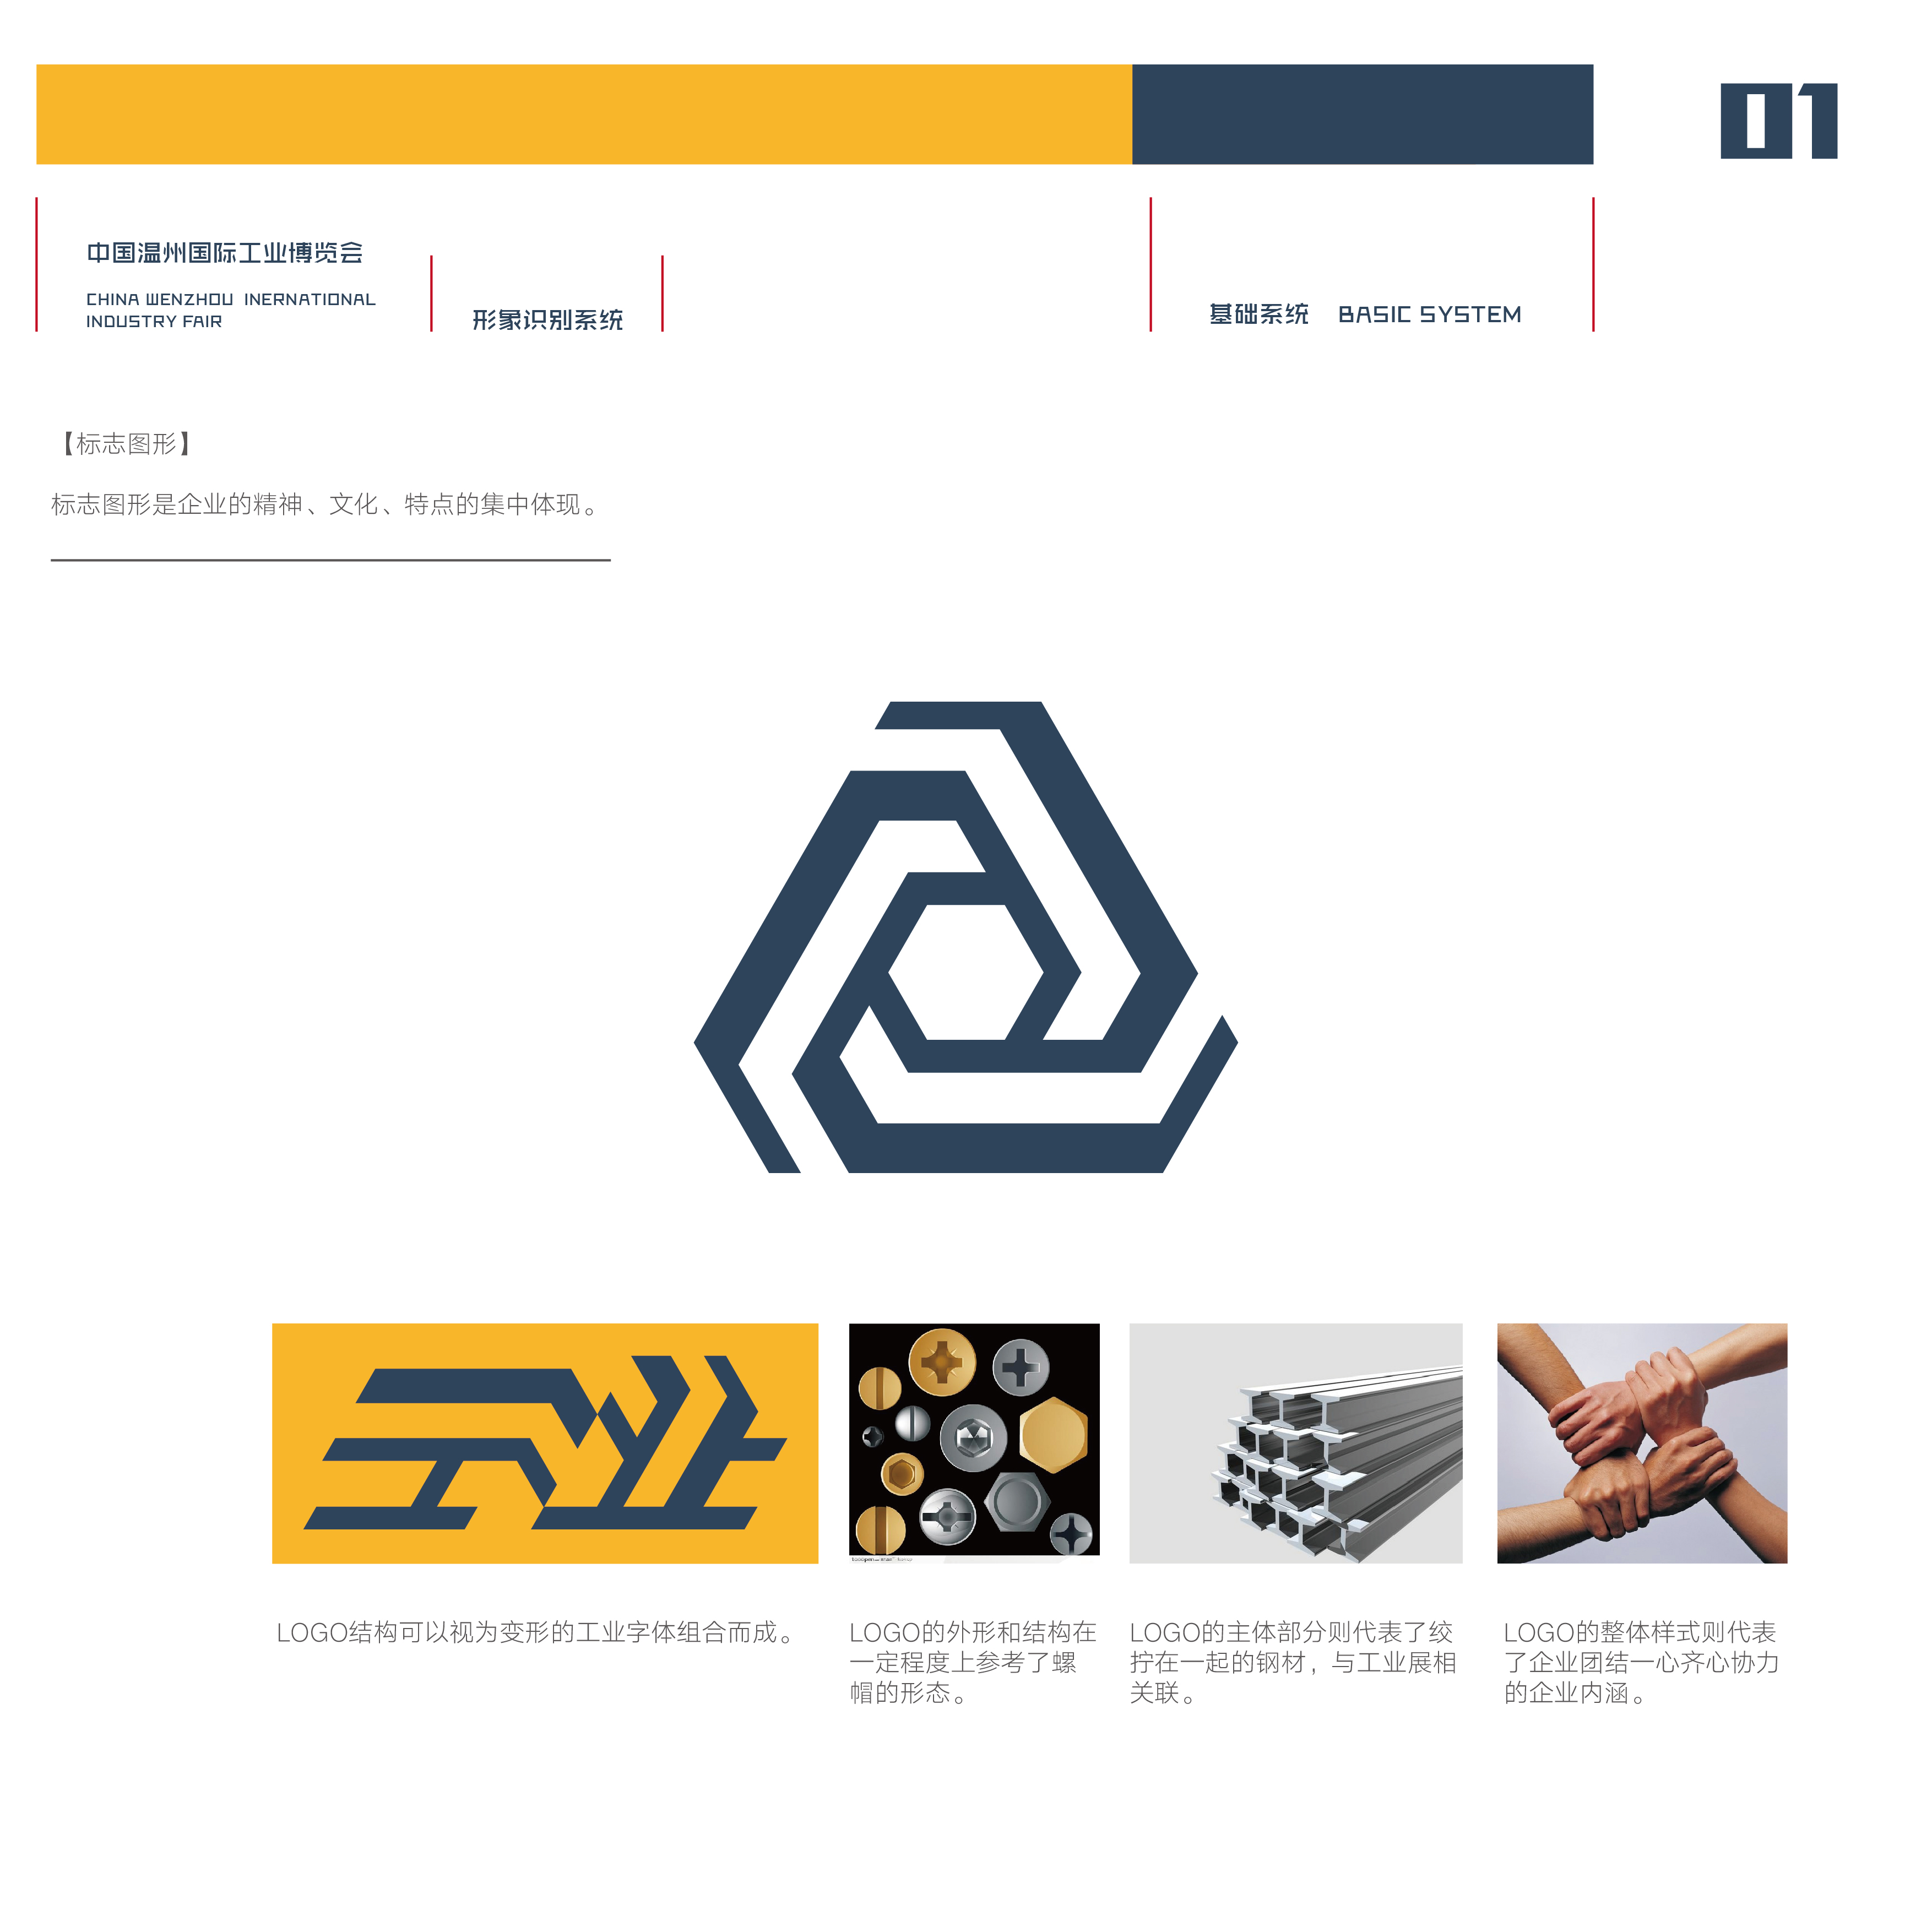 01
中国温州国际工业博览会
CHINA WENZHOU INERNATIONAL
INDUSTRY FAIR
形象识别系统
基础系统 BASIC SYSTEM
【标志图形】
标志图形是企业的精神、文化、特点的集中体现。
LOGO结构可以视为变形的工业字体组合而成。
LOGO的外形和结构在
一定程度上参考了螺
帽的形态。
LOGO的主体部分则代表了绞
拧在一起的钢材，与工业展相
关联。
LOGO的整体样式则代表
了企业团结一心齐心协力
的企业内涵。